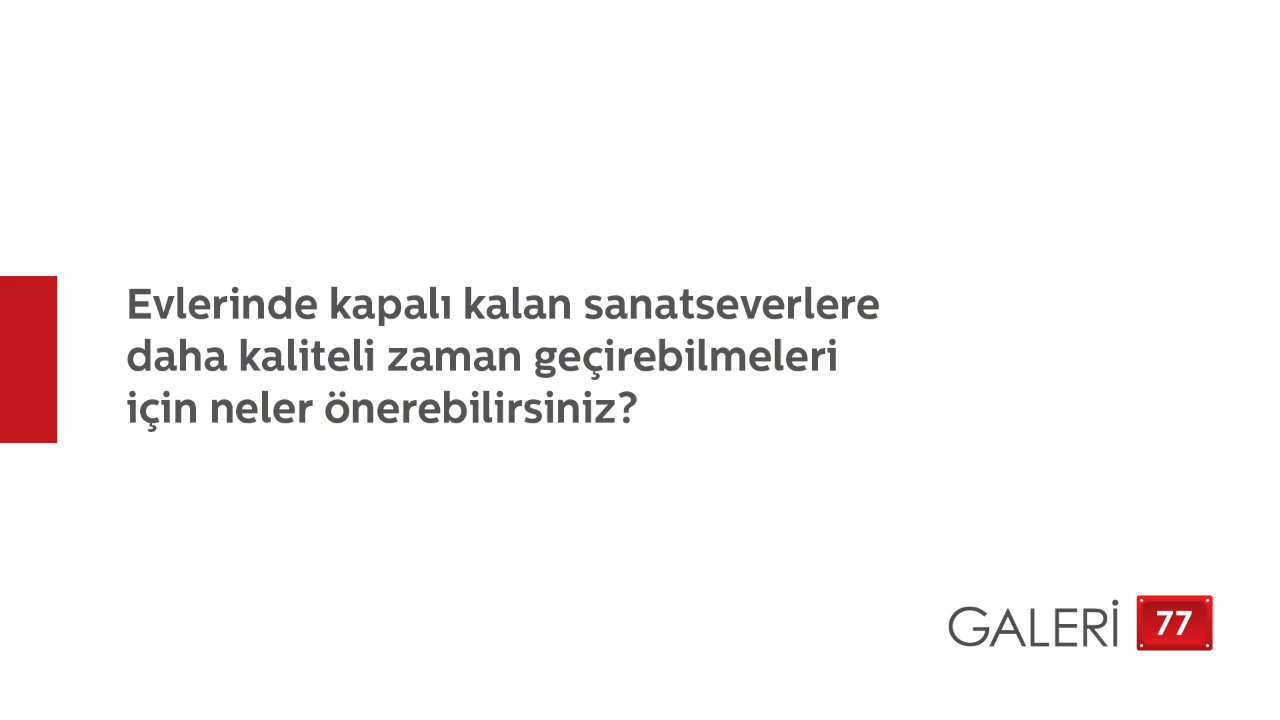 Evlerinde kapalı kalan sanatseverlere
daha kaliteli zaman geçirebilmeleri
için neler önerebilirsiniz?
GALERİ 77